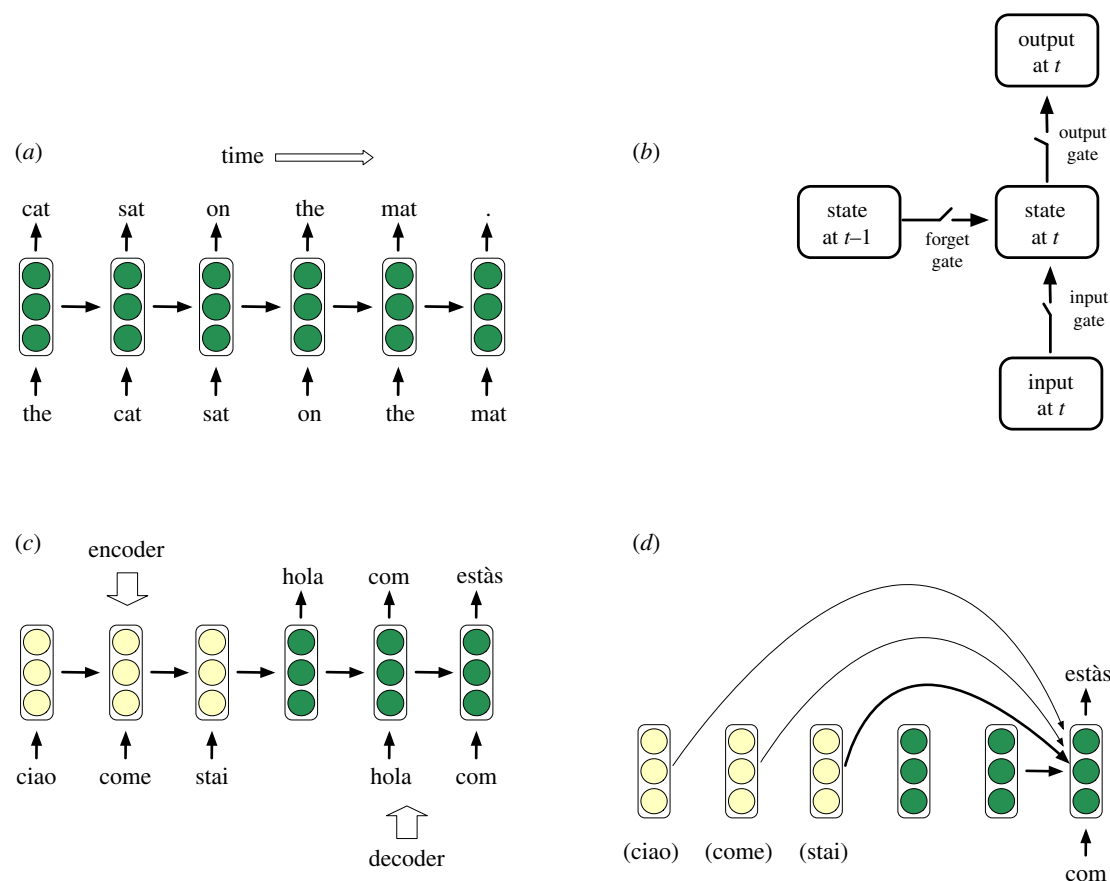 (a)
time
cat sat on the mat .
the cat sat on the mat
(b)
output
at t
output
gate
state
at t–1
forget
gate
state
at t
input
gate
input
at t
(c)
encoder
hola com estàs
ciao come stai hola com
decoder
(d)
estàs
(ciao) (come) (stai)
com